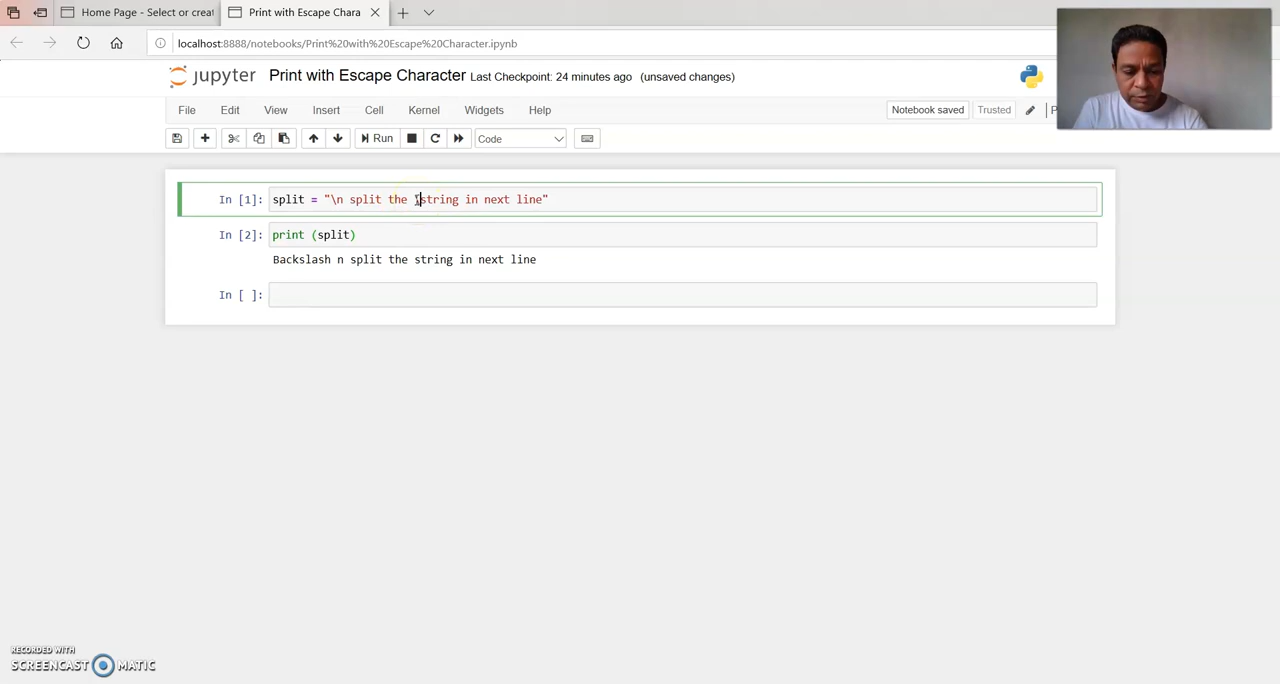 Home Page - Select or creat
Print with Escape Chara
localhost:8888/notebooks/Print%20with%20Escape%20Character.ipynb
jupyter Print with Escape Character Last Checkpoint: 24 minutes ago (unsaved changes)
File Edit View Insert Cell Kernel Widgets Help Notebook saved Trusted P
Run Code
In [1]: split = "\n split the string in next line"
In [2]: print (split)
Backslash n split the string in next line
In [ ]:
RECORDED WITH
SCREENCAST MATIC